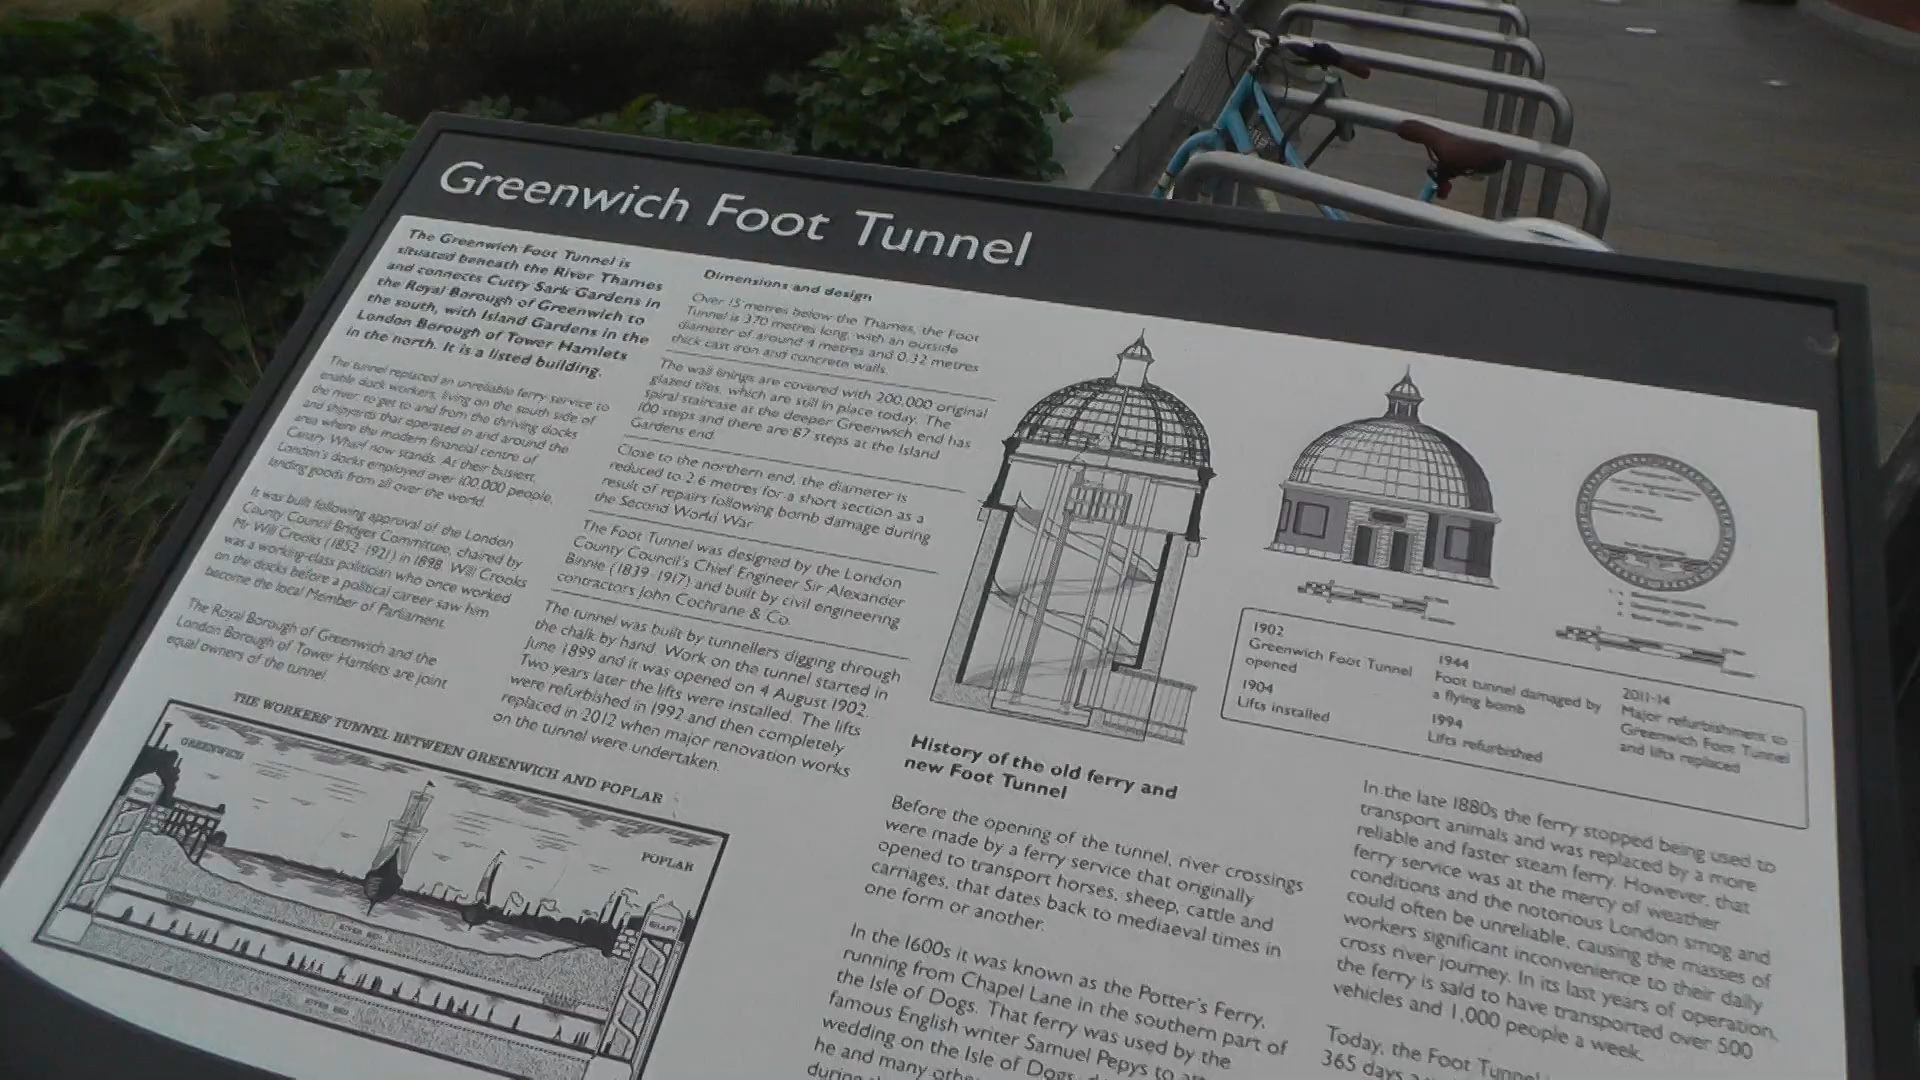 Greenwich Foot Tunnel
The Greenwich Foot Tunnel is
situated beneath the River Thames
and connects Cutty Sark Gardens in
the Royal Borough of Greenwich to
the south, with Island Gardens in the
London Borough of Tower Hamlets
in the north. It is a listed building.
The tunnel replaced an unreliable ferry service to
enable dock workers, living on the south side of
the river, to get to and from the thriving docks
and shipyards that operated in and around the
area where the modern financial centre of
Canary Wharf now stands. At their busiest,
London's docks employed over 100,000 people,
landing goods from all over the world.
It was built following approval of the London
County Council Bridges Committee, chaired by
Mr Will Crooks (1852-1921) in 1898. Will Crooks
was a working-class politician who once worked
on the docks before a political career saw him
become the local Member of Parliament.
The Royal Borough of Greenwich and the
London Borough of Tower Hamlets are joint
equal owners of the tunnel.
THE WORKERS' TUNNEL BETWEEN GREENWICH AND POPLAR
GREENWICH
POPLAR
SHAFT
SHAFT
RIVER BED
RIVER BED
Dimensions and design
Over 15 metres below the Thames, the Foot
Tunnel is 370 metres long, with an outside
diameter of around 4 metres and 0.32 metres
thick cast iron and concrete walls.
The wall linings are covered with 200,000 original
glazed tiles, which are still in place today. The
spiral staircase at the deeper Greenwich end has
100 steps and there are 87 steps at the Island
Gardens end.
Close to the northern end, the diameter is
reduced to 2.6 metres for a short section as a
result of repairs following bomb damage during
the Second World War.
The Foot Tunnel was designed by the London
County Council's Chief Engineer Sir Alexander
Binnie (1839-1917) and built by civil engineering
contractors John Cochrane & Co.
The tunnel was built by tunnellers digging through
the chalk by hand. Work on the tunnel started in
June 1899 and it was opened on 4 August 1902.
Two years later the lifts were installed. The lifts
were refurbished in 1992 and then completely
replaced in 2012 when major renovation works
on the tunnel were undertaken.
1902
Greenwich Foot Tunnel
opened
1904
Lifts installed
1944
Foot tunnel damaged by
a flying bomb
1994
Lifts refurbished
2011-14
Major refurbishment to
Greenwich Foot Tunnel
and lifts replaced
History of the old ferry and
new Foot Tunnel
Before the opening of the tunnel, river crossings
were made by a ferry service that originally
opened to transport horses, sheep, cattle and
carriages, that dates back to mediaeval times in
one form or another.
In the 1600s it was known as the Potter's Ferry,
running from Chapel Lane in the southern part of
the Isle of Dogs. That ferry was used by the
famous English writer Samuel Pepys to
wedding on the Isle of Dogs,
he and many
during
In the late 1880s the ferry stopped being used to
transport animals and was replaced by a more
reliable and faster steam ferry. However, that
ferry service was at the mercy of weather
conditions and the notorious London smog and
could often be unreliable, causing the masses of
workers significant inconvenience to their daily
cross river journey. In its last years of operation,
the ferry is said to have transported over 500
vehicles and 1,000 people a week.
Today, the Foot Tunnel
365 days